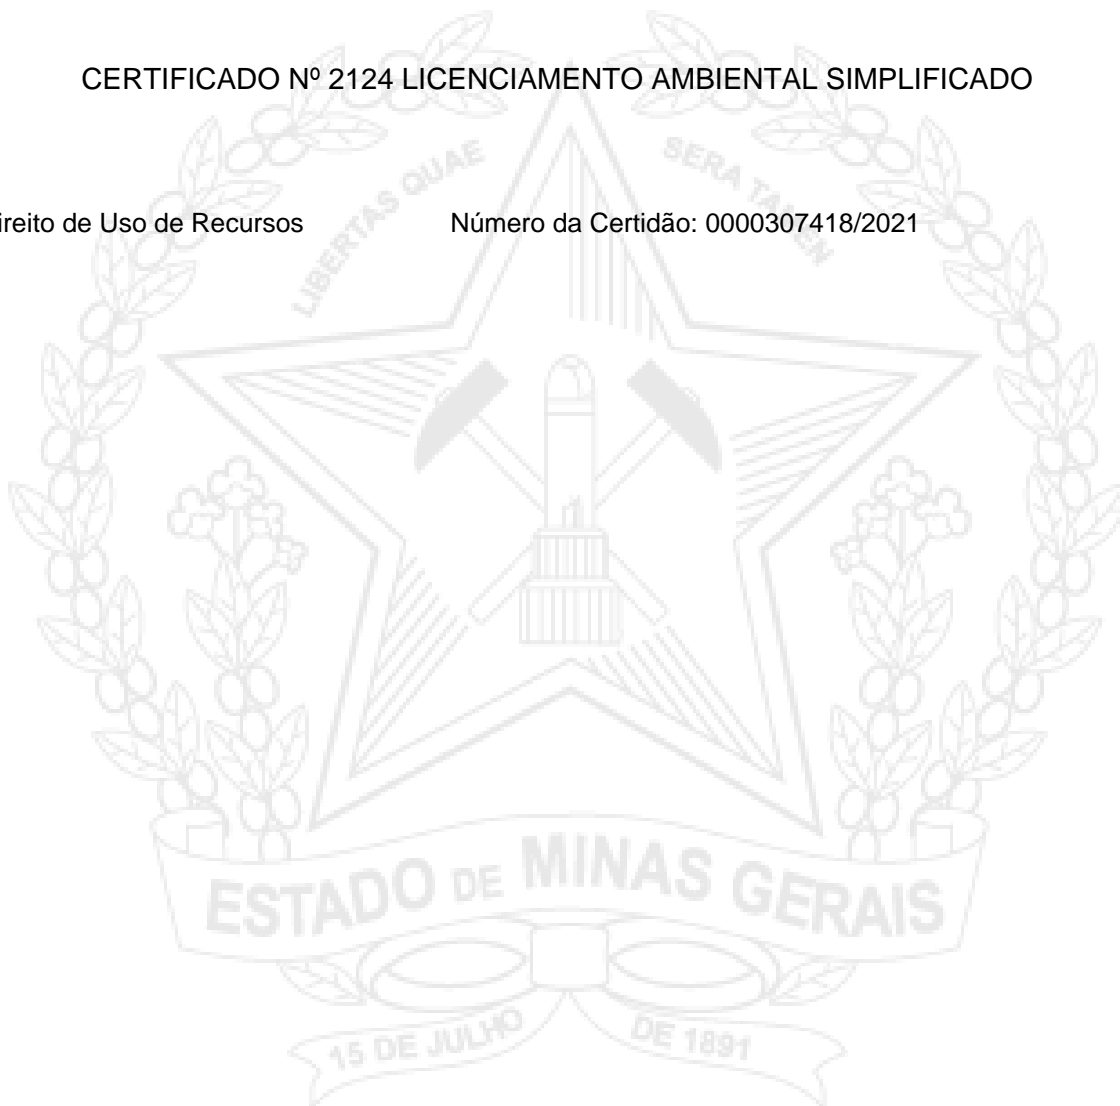 CERTIFICADO Nº 2124 LICENCIAMENTO AMBIENTAL SIMPLIFICADO
LIBERTAS QUAE SERA TAMEN
ireito de Uso de Recursos Número da Certidão: 0000307418/2021
ESTADO DE MINAS GERAIS
15 DE JULHO DE 1891